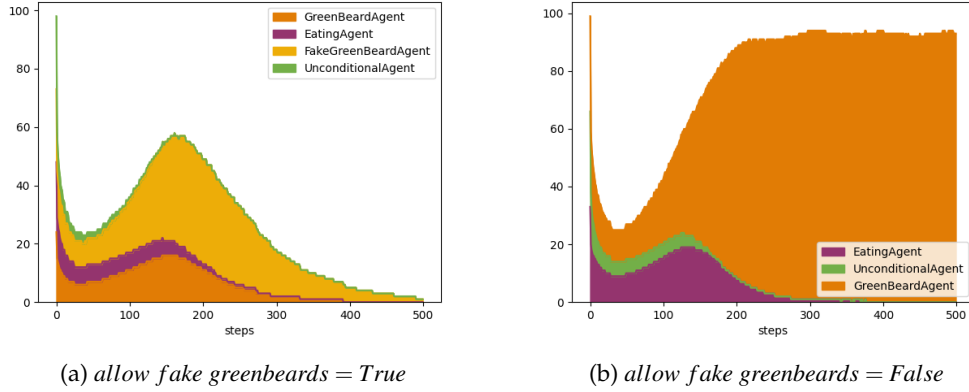 100
80
60
40
20
0
GreenBeardAgent
EatingAgent
FakeGreenBeardAgent
UnconditionalAgent
0 100 200 300 400 500
steps
(a) allow fake greenbeards = True
100
80
60
40
20
0
EatingAgent
UnconditionalAgent
GreenBeardAgent
0 100 200 300 400 500
steps
(b) allow fake greenbeards = False